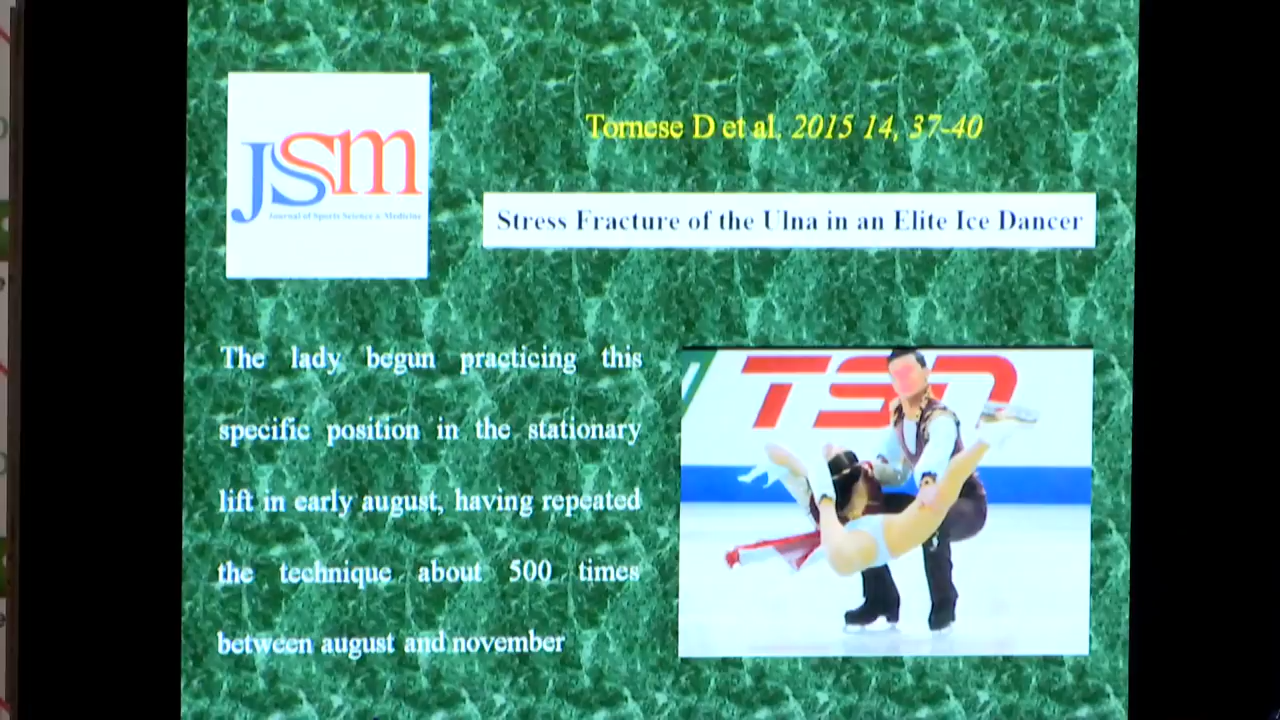 JSm
Journal of Sports Science & Medicine
Tornese D et al. 2015 14, 37-40
Stress Fracture of the Ulna in an Elite Ice Dancer
The lady begun practicing this
specific position in the stationary
lift in early august, having repeated
the technique about 500 times
between august and november
TSN